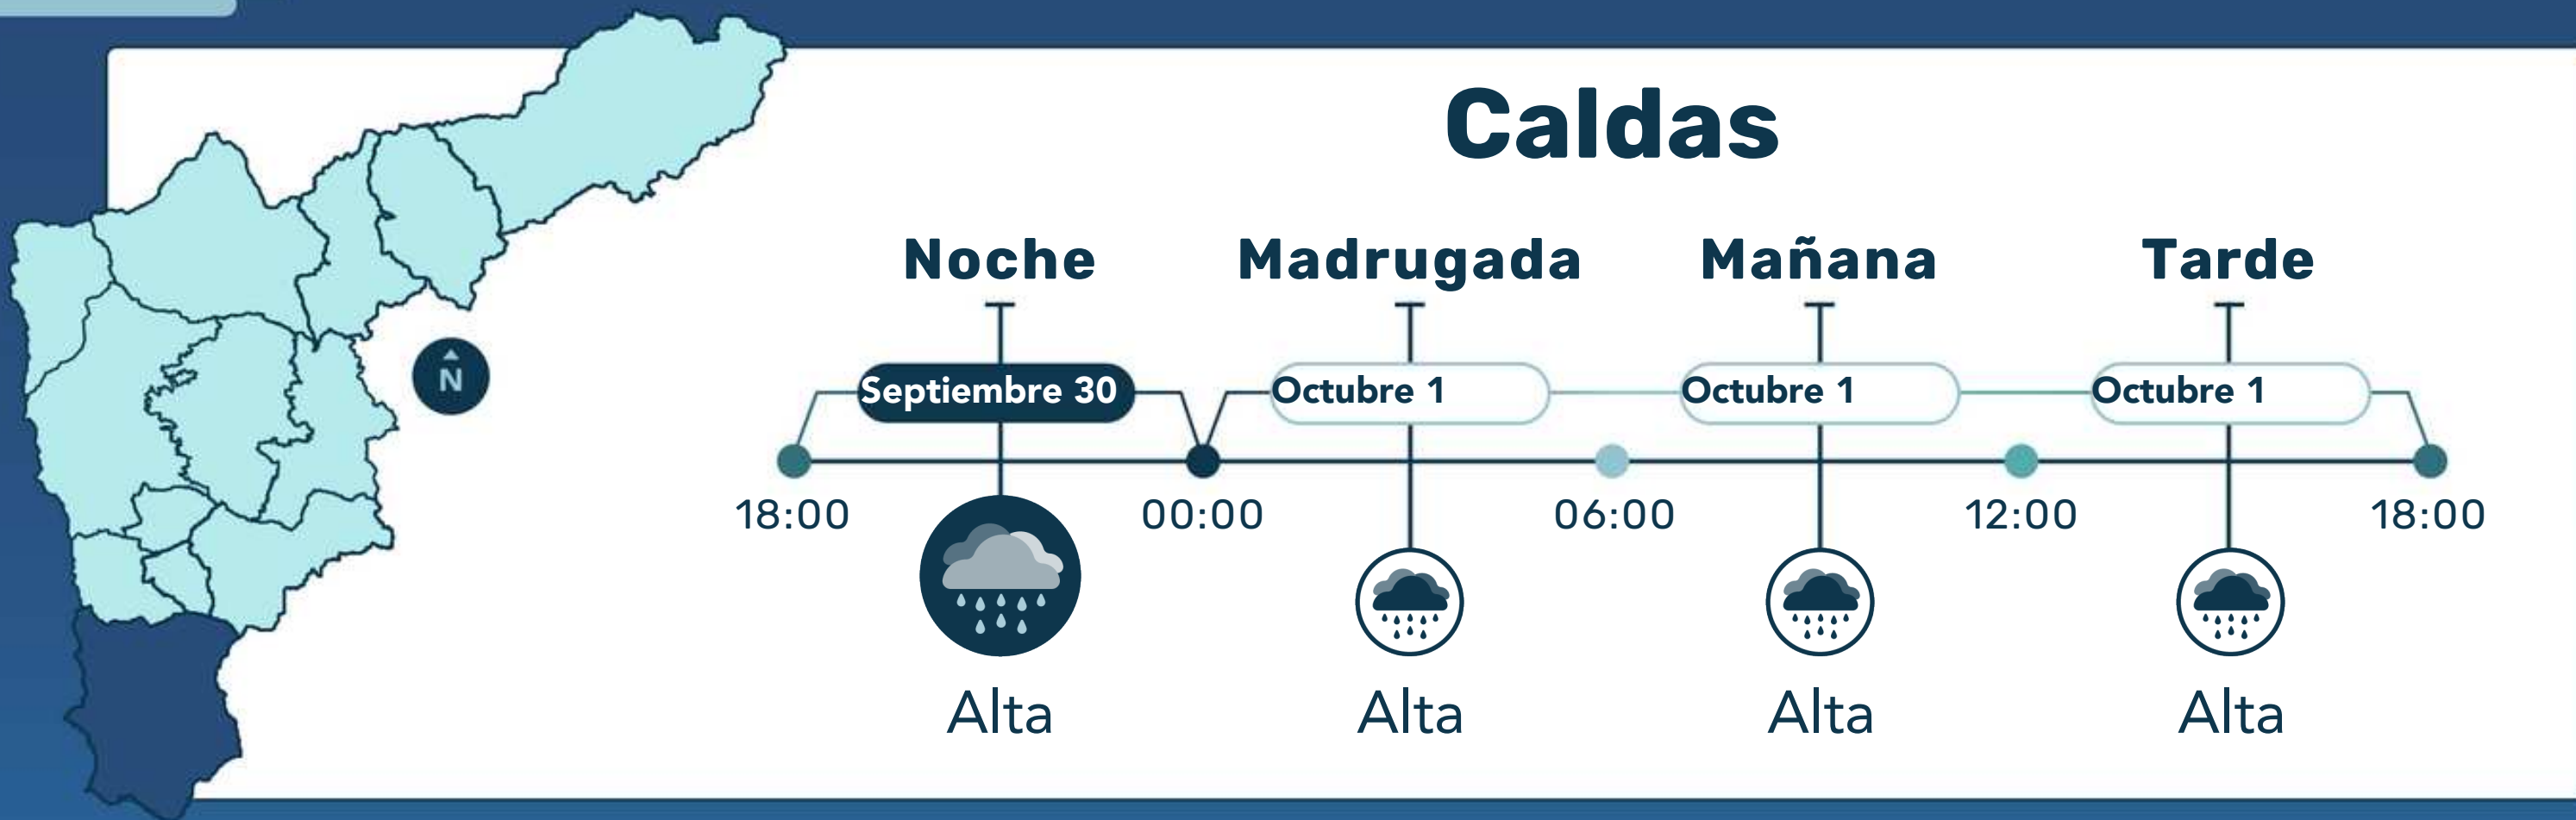 Caldas
Noche Madrugada Mañana Tarde
Septiembre 30 Octubre 1 Octubre 1 Octubre 1
N
18:00 00:00 06:00 12:00 18:00
Alta Alta Alta Alta